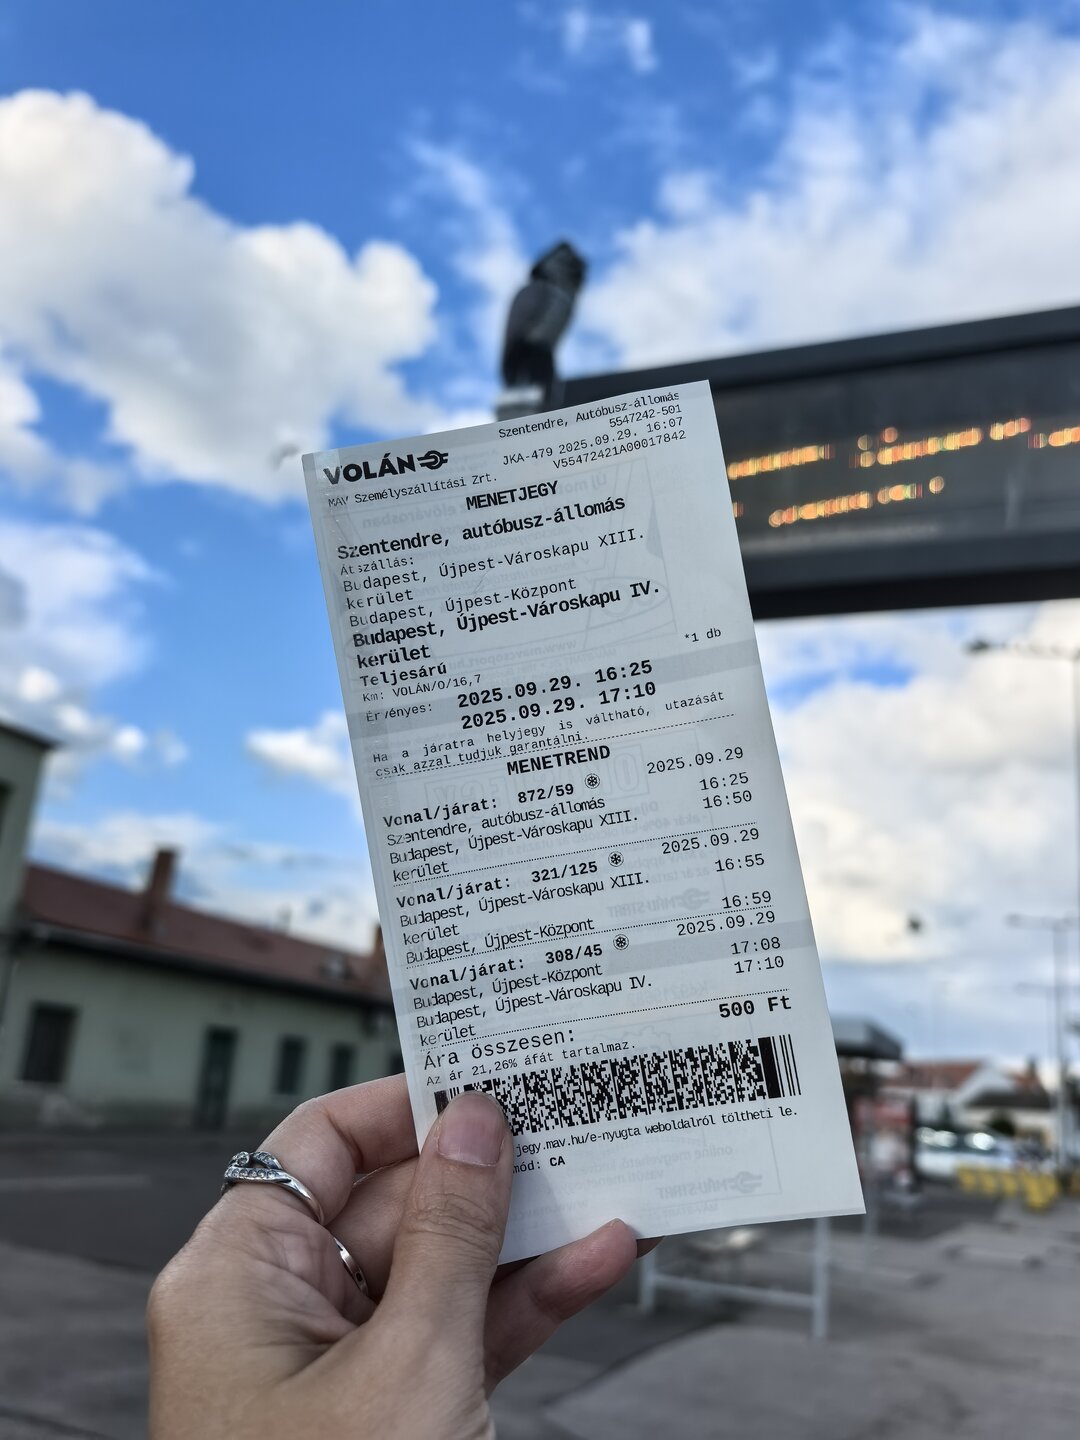 Szentendre, Autóbusz-állomás
5547242-501
JKA-479 2025.09.29. 16:07
V55472421A00017842
VOLÁN
MÁV Személyszállítási Zrt.
MENETJEGY
Szentendre, autóbusz-állomás
Átszállás:
Budapest, Újpest-Városkapu XIII.
kerület
Budapest, Újpest-Központ
Budapest, Újpest-Városkapu IV.
kerület
Teljesárú *1 db
Km: VOLÁN/O/16,7
Érvényes: 2025.09.29. 16:25
2025.09.29. 17:10
Ha a járatra helyjegy is váltható, utazását
csak azzal tudjuk garantálni.
MENETREND
Vonal/járat: 872/59 2025.09.29
Szentendre, autóbusz-állomás 16:25
Budapest, Újpest-Városkapu XIII. 16:50
kerület
Vonal/járat: 321/125 2025.09.29
Budapest, Újpest-Városkapu XIII. 16:55
kerület
Budapest, Újpest-Központ 16:59
Vonal/járat: 308/45 2025.09.29
Budapest, Újpest-Központ 17:08
Budapest, Újpest-Városkapu IV. 17:10
kerület
Ára összesen: 500 Ft
Az ár 21,26% áfát tartalmaz.
jegy.mav.hu/e-nyugta weboldalról töltheti le.
mód: CA